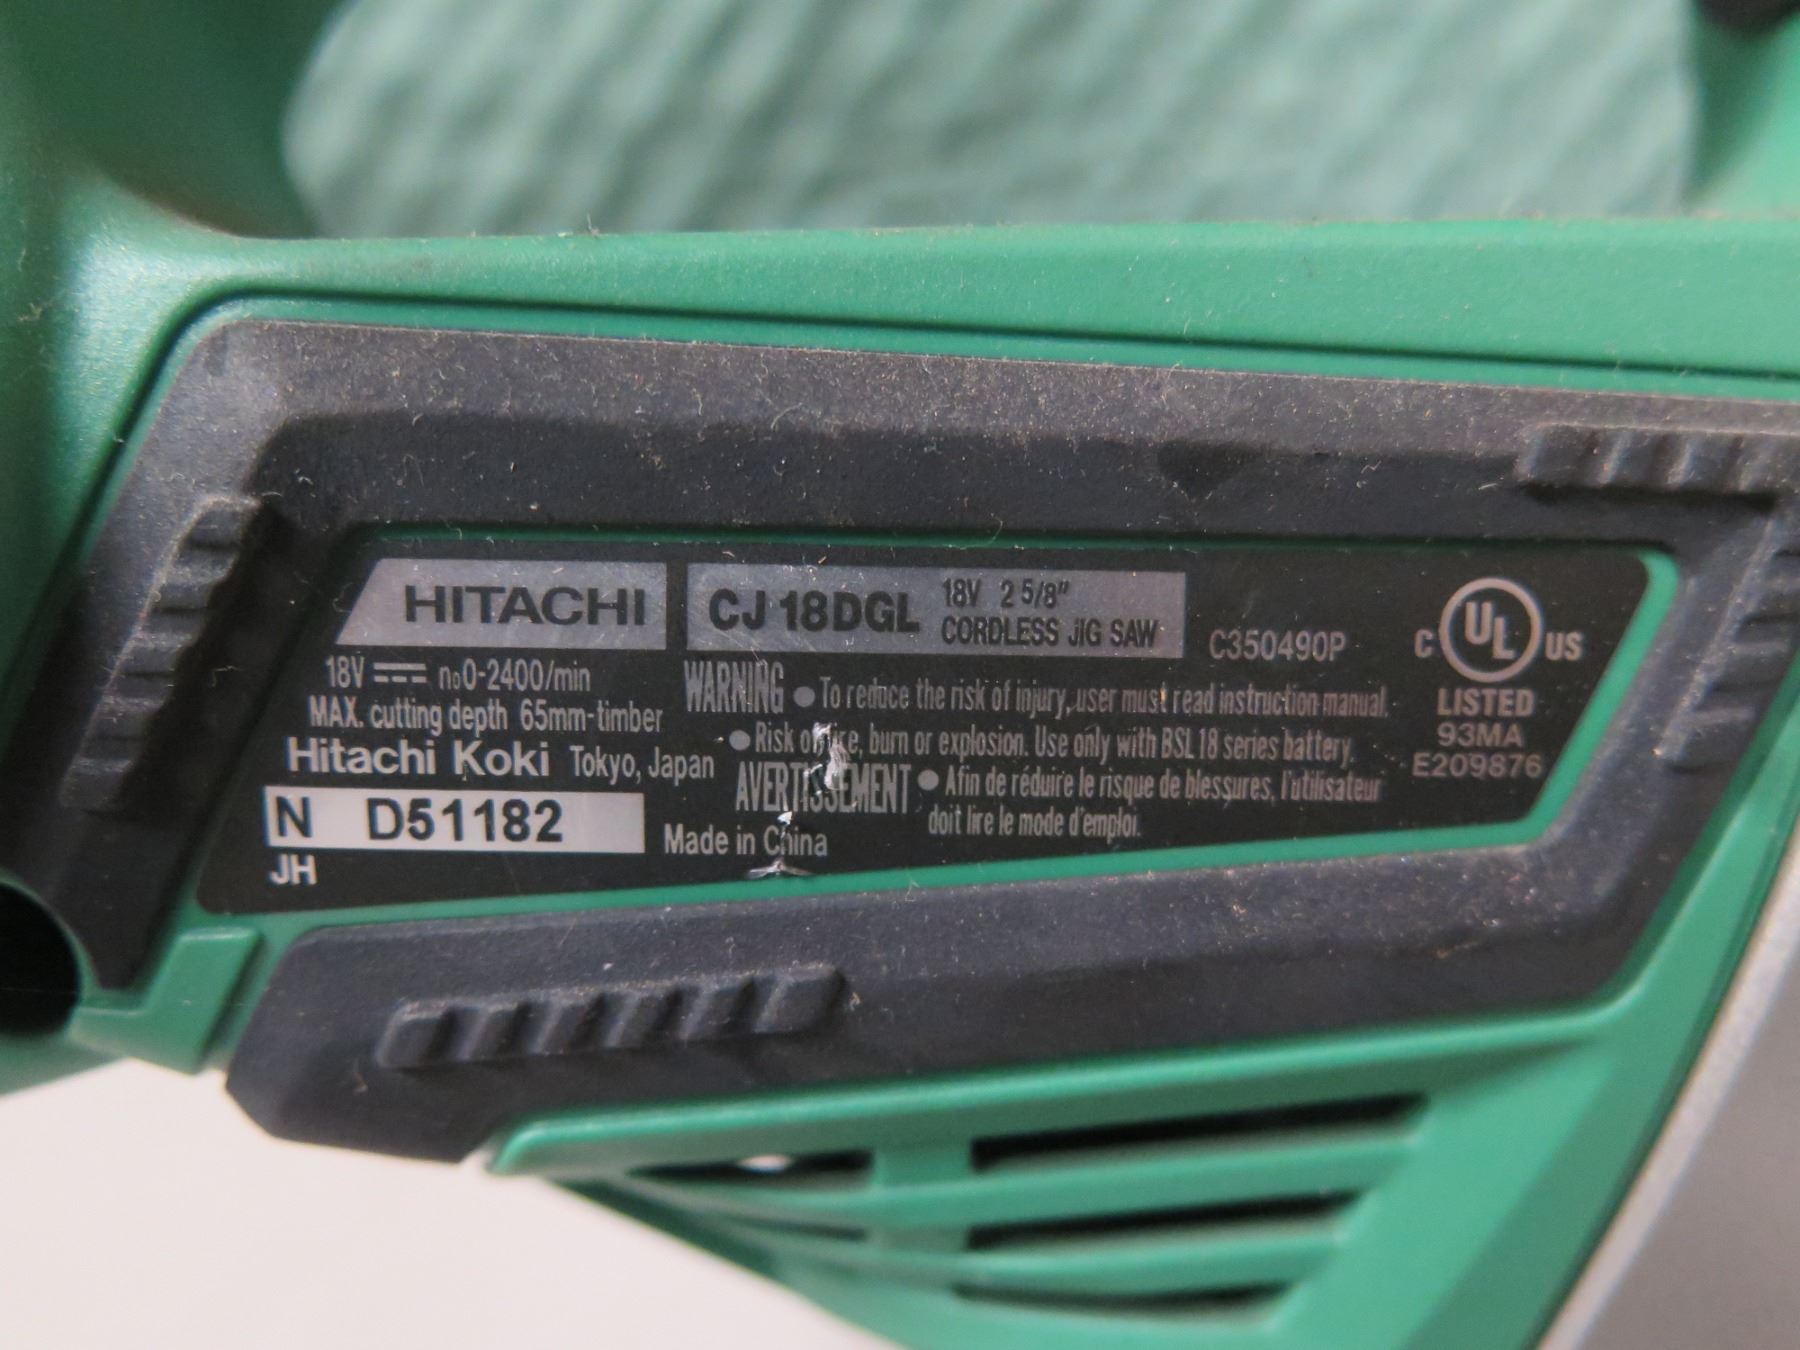 HITACHI
CJ 18DGL 18V 2 5/8"
CORDLESS JIG SAW
C350490P
C UL US
LISTED
93MA
E209876
18V n₀0-2400/min
MAX. cutting depth 65mm-timber
Hitachi Koki Tokyo, Japan
N D51182
JH
WARNING ● To reduce the risk of injury, user must read instruction manual.
● Risk of fire, burn or explosion. Use only with BSL 18 series battery.
AVERTISSEMENT ● Afin de réduire le risque de blessures, l'utilisateur
doit lire le mode d'emploi.
Made in China